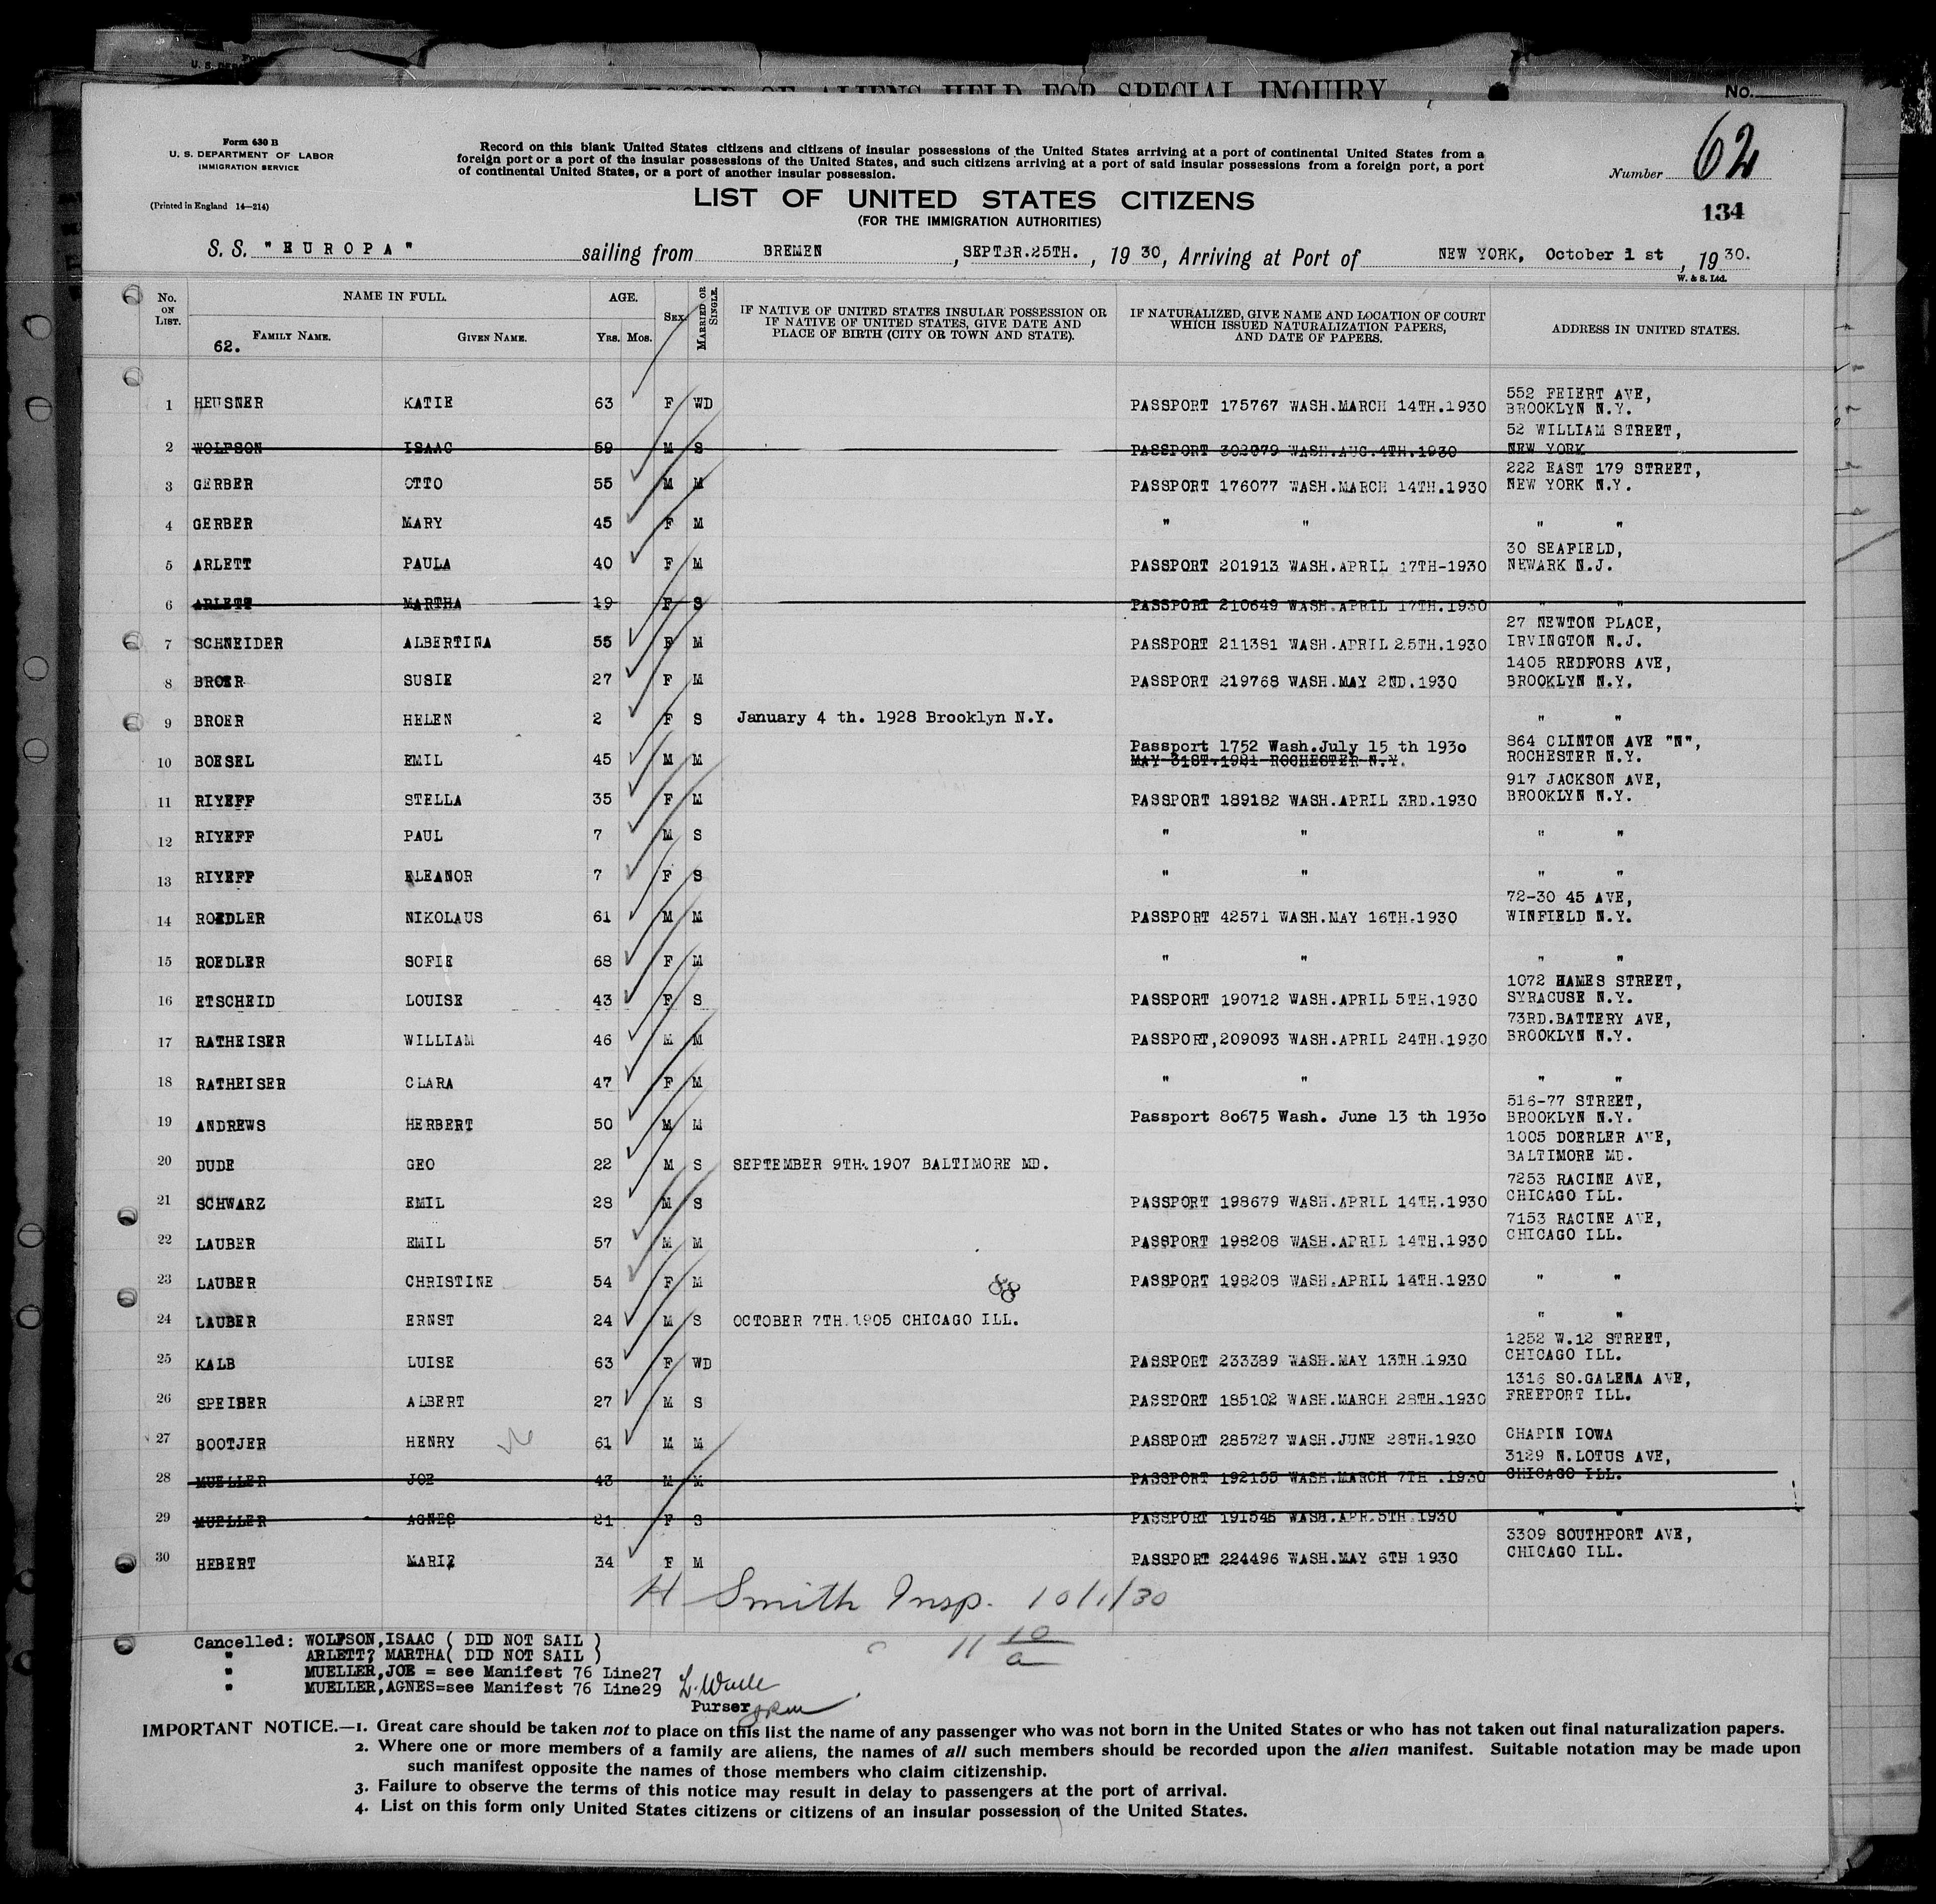 RECORD OF ALIENS HELD FOR SPECIAL INQUIRY
No.
Form 630 B
U. S. DEPARTMENT OF LABOR
IMMIGRATION SERVICE
(Printed in England 14—214)
Record on this blank United States citizens and citizens of insular possessions of the United States arriving at a port of continental United States from a
foreign port or a port of the insular possessions of the United States, and such citizens arriving at a port of said insular possessions from a foreign port, a port
of continental United States, or a port of another insular possession.
Number 62
134
LIST OF UNITED STATES CITIZENS
(FOR THE IMMIGRATION AUTHORITIES)
S. S. "EUROPA" sailing from BREMEN, SEPTBR.25TH., 19 30, Arriving at Port of NEW YORK, October 1 st, 19 30.
W. & S. Ltd.
No. ON LIST. NAME IN FULL. FAMILY NAME. GIVEN NAME. AGE. Yrs. Mos. SEX. MARRIED OR SINGLE. IF NATIVE OF UNITED STATES INSULAR POSSESSION OR IF NATIVE OF UNITED STATES, GIVE DATE AND PLACE OF BIRTH (CITY OR TOWN AND STATE). IF NATURALIZED, GIVE NAME AND LOCATION OF COURT WHICH ISSUED NATURALIZATION PAPERS, AND DATE OF PAPERS. ADDRESS IN UNITED STATES.
62.
1 HEUSNER KATIE 63 F WD PASSPORT 175767 WASH.MARCH 14TH.1930 552 FEIERT AVE, BROOKLYN N.Y.
2 WOLFSON ISAAC 59 M S PASSPORT 302079 WASH.AUG.4TH.1930 52 WILLIAM STREET, NEW YORK
3 GERBER OTTO 55 M M PASSPORT 176077 WASH.MARCH 14TH.1930 222 EAST 179 STREET, NEW YORK N.Y.
4 GERBER MARY 45 F M " " " "
5 ARLETT PAULA 40 F M PASSPORT 201913 WASH.APRIL 17TH-1930 30 SEAFIELD, NEWARK N.J.
6 ARLETT MARTHA 19 F S PASSPORT 210649 WASH.APRIL 17TH.1930 " "
7 SCHNEIDER ALBERTINA 55 F M PASSPORT 211381 WASH.APRIL 25TH.1930 27 NEWTON PLACE, IRVINGTON N.J.
8 BROER SUSIE 27 F M PASSPORT 219768 WASH.MAY 2ND.1930 1405 REDFORS AVE, BROOKLYN N.Y.
9 BROER HELEN 2 F S January 4 th. 1928 Brooklyn N.Y. " "
10 BOESEL EMIL 45 M M Passport 1752 Wash.July 15 th 193o MAY 31ST.1921 ROCHESTER N.Y. 864 CLINTON AVE "N", ROCHESTER N.Y.
11 RIYEFF STELLA 35 F M PASSPORT 189182 WASH.APRIL 3RD.1930 917 JACKSON AVE, BROOKLYN N.Y.
12 RIYEFF PAUL 7 M S " " " "
13 RIYEFF ELEANOR 7 F S " " " "
14 ROEDLER NIKOLAUS 61 M M PASSPORT 42571 WASH.MAY 16TH.1930 72-30 45 AVE, WINFIELD N.Y.
15 ROEDLER SOFIE 68 F M " " " "
16 ETSCHEID LOUISE 43 F S PASSPORT 190712 WASH.APRIL 5TH.1930 1072 HAMES STREET, SYRACUSE N.Y.
17 RATHEISER WILLIAM 46 M M PASSPORT,209093 WASH.APRIL 24TH.1930 73RD.BATTERY AVE, BROOKLYN N.Y.
18 RATHEISER CLARA 47 F M " " " "
19 ANDREWS HERBERT 50 M M Passport 8o675 Wash. June 13 th 193o 516-77 STREET, BROOKLYN N.Y.
20 DUDE GEO 22 M S SEPTEMBER 9TH.1907 BALTIMORE MD. 1005 DOERLER AVE, BALTIMORE MD.
21 SCHWARZ EMIL 28 M S PASSPORT 198679 WASH.APRIL 14TH.1930 7253 RACINE AVE, CHICAGO ILL.
22 LAUBER EMIL 57 M M PASSPORT 198208 WASH.APRIL 14TH.1930 7153 RACINE AVE, CHICAGO ILL.
23 LAUBER CHRISTINE 54 F M PASSPORT 198208 WASH.APRIL 14TH.1930 " "
24 LAUBER ERNST 24 M S OCTOBER 7TH.1905 CHICAGO ILL. " "
25 KALB LUISE 63 F WD PASSPORT 233389 WASH.MAY 13TH.1930 1252 W.12 STREET, CHICAGO ILL.
26 SPEIBER ALBERT 27 M S PASSPORT 185102 WASH.MARCH 28TH.1930 1316 SO.GALENA AVE, FREEPORT ILL.
27 BOOTJER HENRY 61 M M PASSPORT 285727 WASH.JUNE 28TH.1930 CHAPIN IOWA
28 MUELLER JOE 43 M M PASSPORT 192155 WASH.MARCH 7TH .1930 3129 N.LOTUS AVE, CHICAGO ILL.
29 MUELLER AGNES 21 F S PASSPORT 191545 WASH.APR.5TH.1930 " "
30 HEBERT MARIE 34 F M PASSPORT 224496 WASH.MAY 6TH 1930 3309 SOUTHPORT AVE, CHICAGO ILL.
H Smith Insp. 10/1/30
11 10/a
Cancelled: WOLFSON,ISAAC ( DID NOT SAIL )
" ARLETT? MARTHA( DID NOT SAIL )
" MUELLER,JOE = see Manifest 76 Line27
" MUELLER,AGNES=see Manifest 76 Line29
Purser
IMPORTANT NOTICE.—1. Great care should be taken not to place on this list the name of any passenger who was not born in the United States or who has not taken out final naturalization papers.
2. Where one or more members of a family are aliens, the names of all such members should be recorded upon the alien manifest. Suitable notation may be made upon
such manifest opposite the names of those members who claim citizenship.
3. Failure to observe the terms of this notice may result in delay to passengers at the port of arrival.
4. List on this form only United States citizens or citizens of an insular possession of the United States.